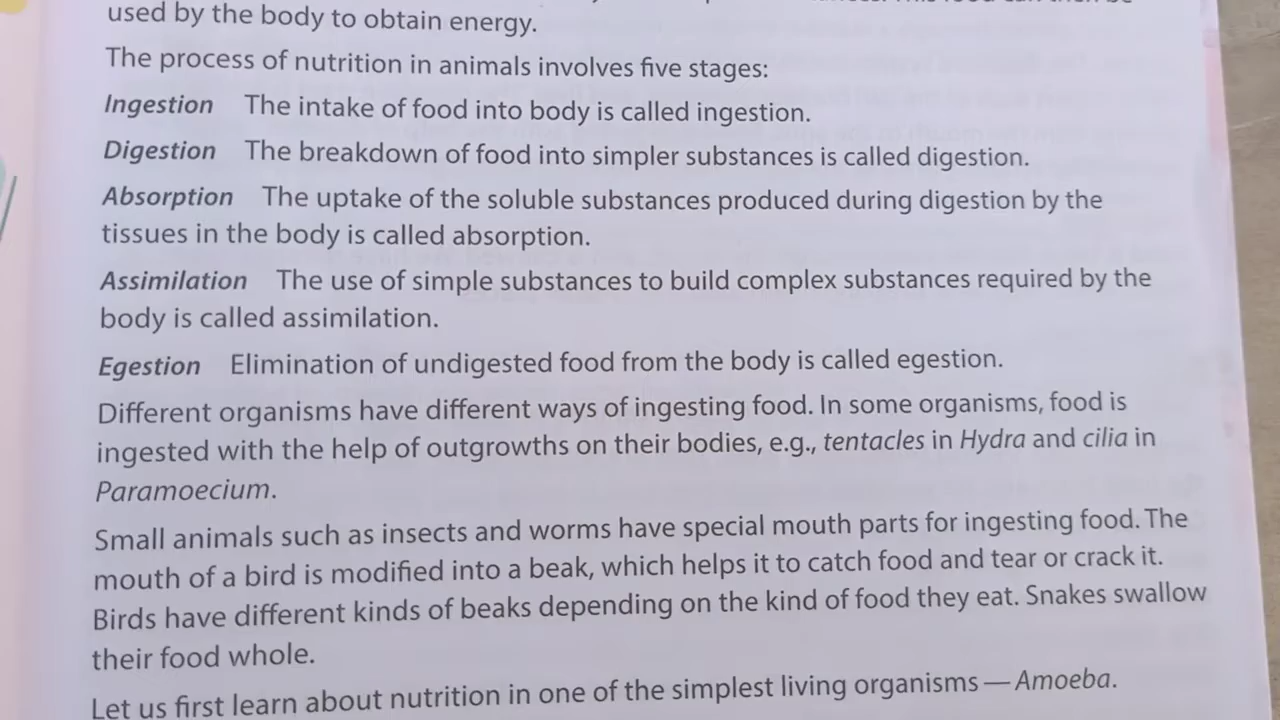 used by the body to obtain energy.
The process of nutrition in animals involves five stages:
Ingestion The intake of food into body is called ingestion.
Digestion The breakdown of food into simpler substances is called digestion.
Absorption The uptake of the soluble substances produced during digestion by the
tissues in the body is called absorption.
Assimilation The use of simple substances to build complex substances required by the
body is called assimilation.
Egestion Elimination of undigested food from the body is called egestion.
Different organisms have different ways of ingesting food. In some organisms, food is
ingested with the help of outgrowths on their bodies, e.g., tentacles in Hydra and cilia in
Paramoecium.
Small animals such as insects and worms have special mouth parts for ingesting food. The
mouth of a bird is modified into a beak, which helps it to catch food and tear or crack it.
Birds have different kinds of beaks depending on the kind of food they eat. Snakes swallow
their food whole.
Let us first learn about nutrition in one of the simplest living organisms — Amoeba.